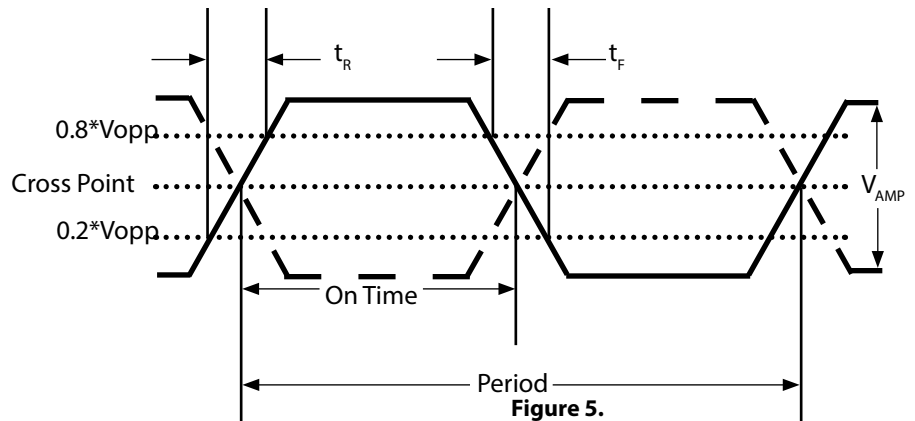 t_R
t_F
0.8*Vopp
Cross Point
0.2*Vopp
V_AMP
On Time
Period
Figure 5.